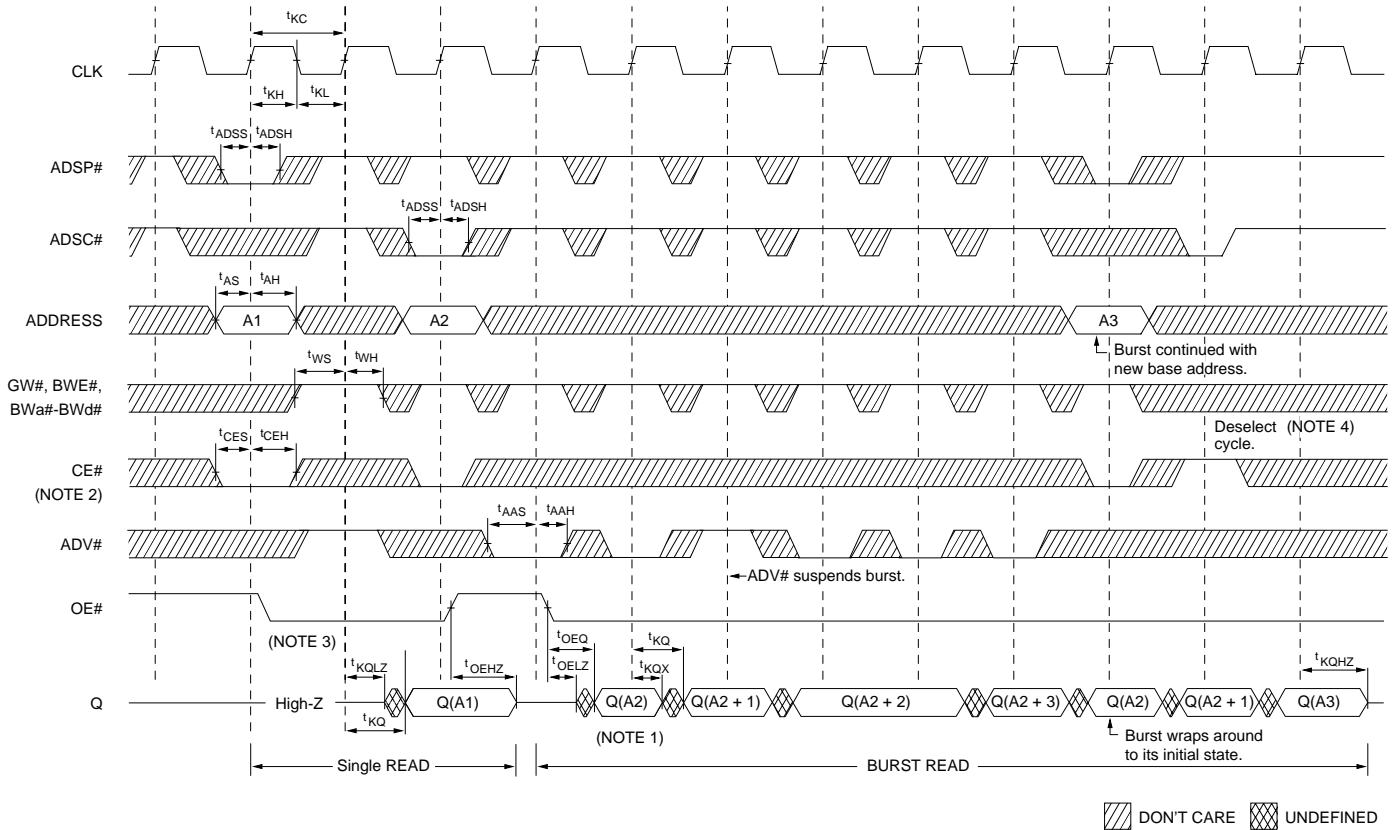 tKC
CLK
tKH
tKL
tADSS
tADSH
ADSP#
tADSS
tADSH
ADSC#
tAS
tAH
ADDRESS
A1
A2
A3
Burst continued with
new base address.
tWS
tWH
GW#, BWE#,
BWa#-BWd#
Deselect (NOTE 4)
cycle.
tCES
tCEH
CE#
(NOTE 2)
tAAS
tAAH
ADV#
ADV# suspends burst.
OE#
(NOTE 3)
tKQLZ
tOEHZ
tOEQ
tOELZ
tKQ
tKQX
tKQHZ
Q
High-Z
Q(A1)
Q(A2)
Q(A2 + 1)
Q(A2 + 2)
Q(A2 + 3)
Q(A2)
Q(A2 + 1)
Q(A3)
tKQ
(NOTE 1)
Burst wraps around
to its initial state.
Single READ
BURST READ
DON'T CARE
UNDEFINED